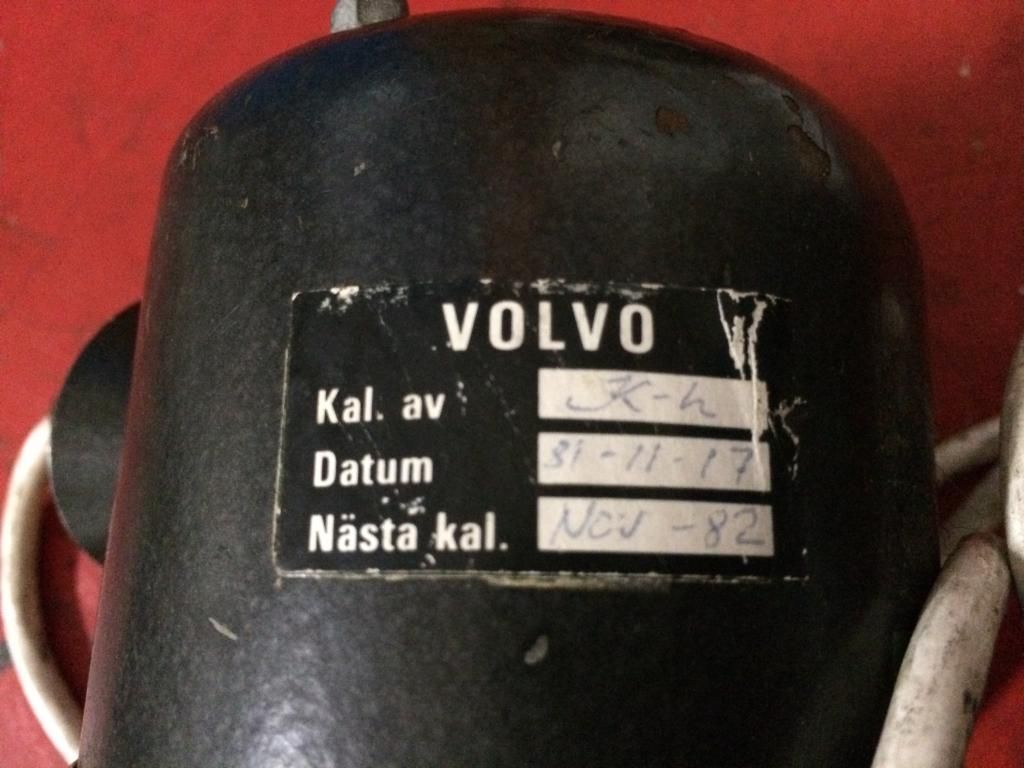 VOLVO
Kal. av K-h
Datum 81-11-17
Nästa kal. Nov -82